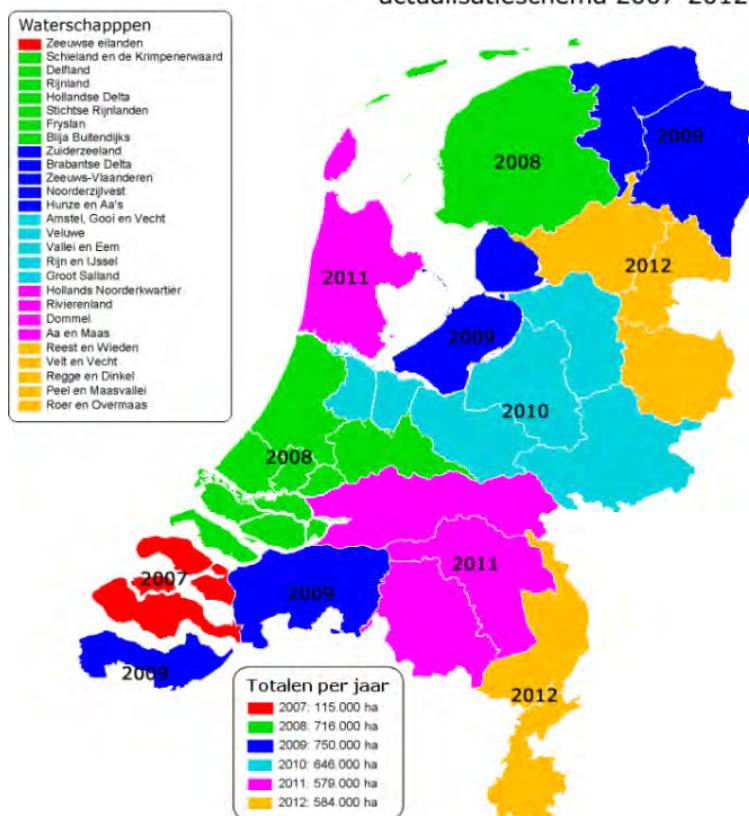 actualisatieschema 2007-2012
Waterschapppen
Zeeuwse eilanden
Schieland en de Krimpenerwaard
Delfland
Rijnland
Hollandse Delta
Stichtse Rijnlanden
Fryslan
Blija Buitendijks
Zuiderzeeland
Brabantse Delta
Zeeuws-Vlaanderen
Noorderzijlvest
Hunze en Aa's
Amstel, Gooi en Vecht
Veluwe
Vallei en Eem
Rijn en IJssel
Groot Salland
Hollands Noorderkwartier
Rivierenland
Dommel
Aa en Maas
Reest en Wieden
Velt en Vecht
Regge en Dinkel
Peel en Maasvallei
Roer en Overmaas
2009
2008
2012
2011
2009
2010
2008
2011
2007
2009
2009
2012
Totalen per jaar
2007: 115.000 ha
2008: 716.000 ha
2009: 750.000 ha
2010: 646.000 ha
2011: 579.000 ha
2012: 584.000 ha